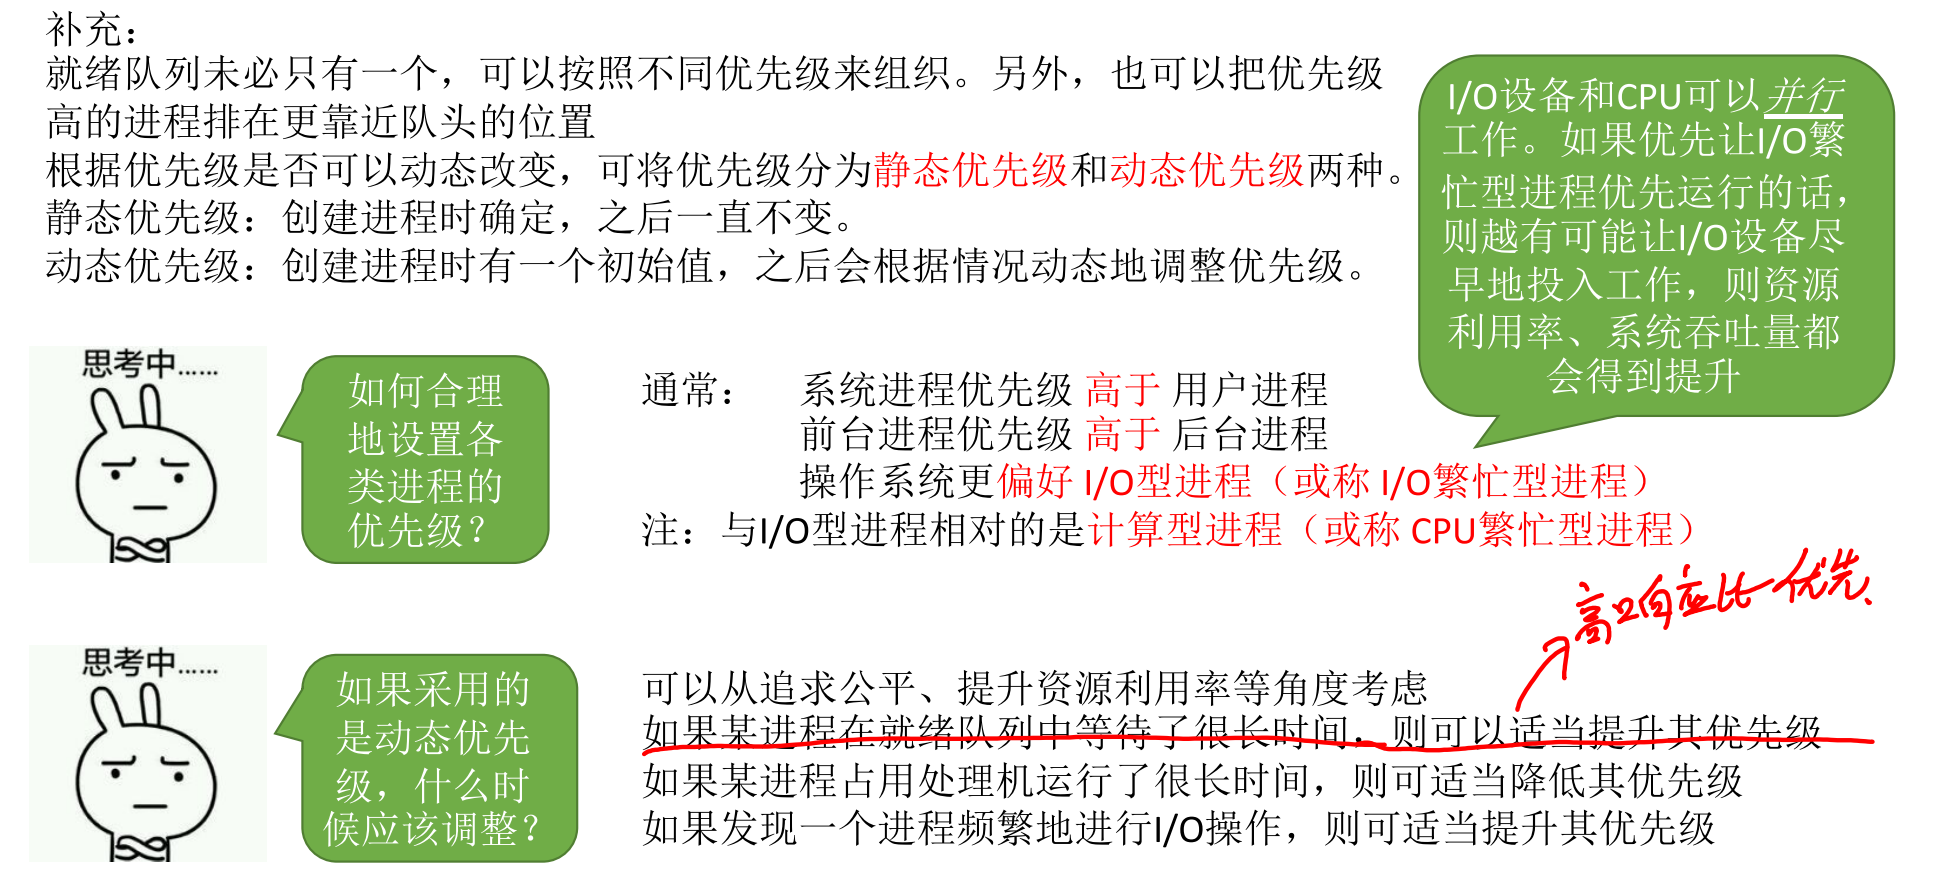 补充：
就绪队列未必只有一个，可以按照不同优先级来组织。另外，也可以把优先级
高的进程排在更靠近队头的位置
根据优先级是否可以动态改变，可将优先级分为静态优先级和动态优先级两种。
静态优先级：创建进程时确定，之后一直不变。
动态优先级：创建进程时有一个初始值，之后会根据情况动态地调整优先级。
I/O设备和CPU可以并行
工作。如果优先让I/O繁
忙型进程优先运行的话，
则越有可能让I/O设备尽
早地投入工作，则资源
利用率、系统吞吐量都
会得到提升
思考中……
如何合理
地设置各
类进程的
优先级？
通常： 系统进程优先级 高于 用户进程
前台进程优先级 高于 后台进程
操作系统更偏好 I/O型进程（或称 I/O繁忙型进程）
注：与I/O型进程相对的是计算型进程（或称 CPU繁忙型进程）
高响应比优先.
思考中……
如果采用的
是动态优先
级，什么时
候应该调整？
可以从追求公平、提升资源利用率等角度考虑
如果某进程在就绪队列中等待了很长时间，则可以适当提升其优先级
如果某进程占用处理机运行了很长时间，则可适当降低其优先级
如果发现一个进程频繁地进行I/O操作，则可适当提升其优先级